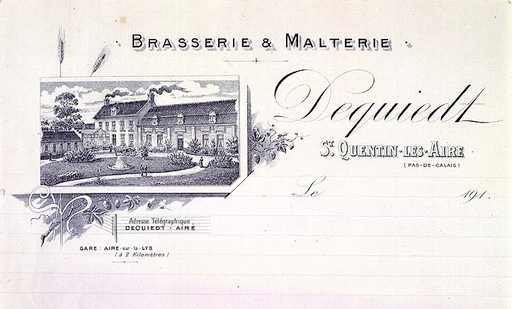 BRASSERIE & MALTERIE
Dequiedt
ST. QUENTIN-LES-AIRE
(PAS-DE-CALAIS)
Le 191 .
Adresse Télégraphique,
DEQUIEDT - AIRE
GARE : AIRE-sur-la-LYS
(à 2 Kilomètres)